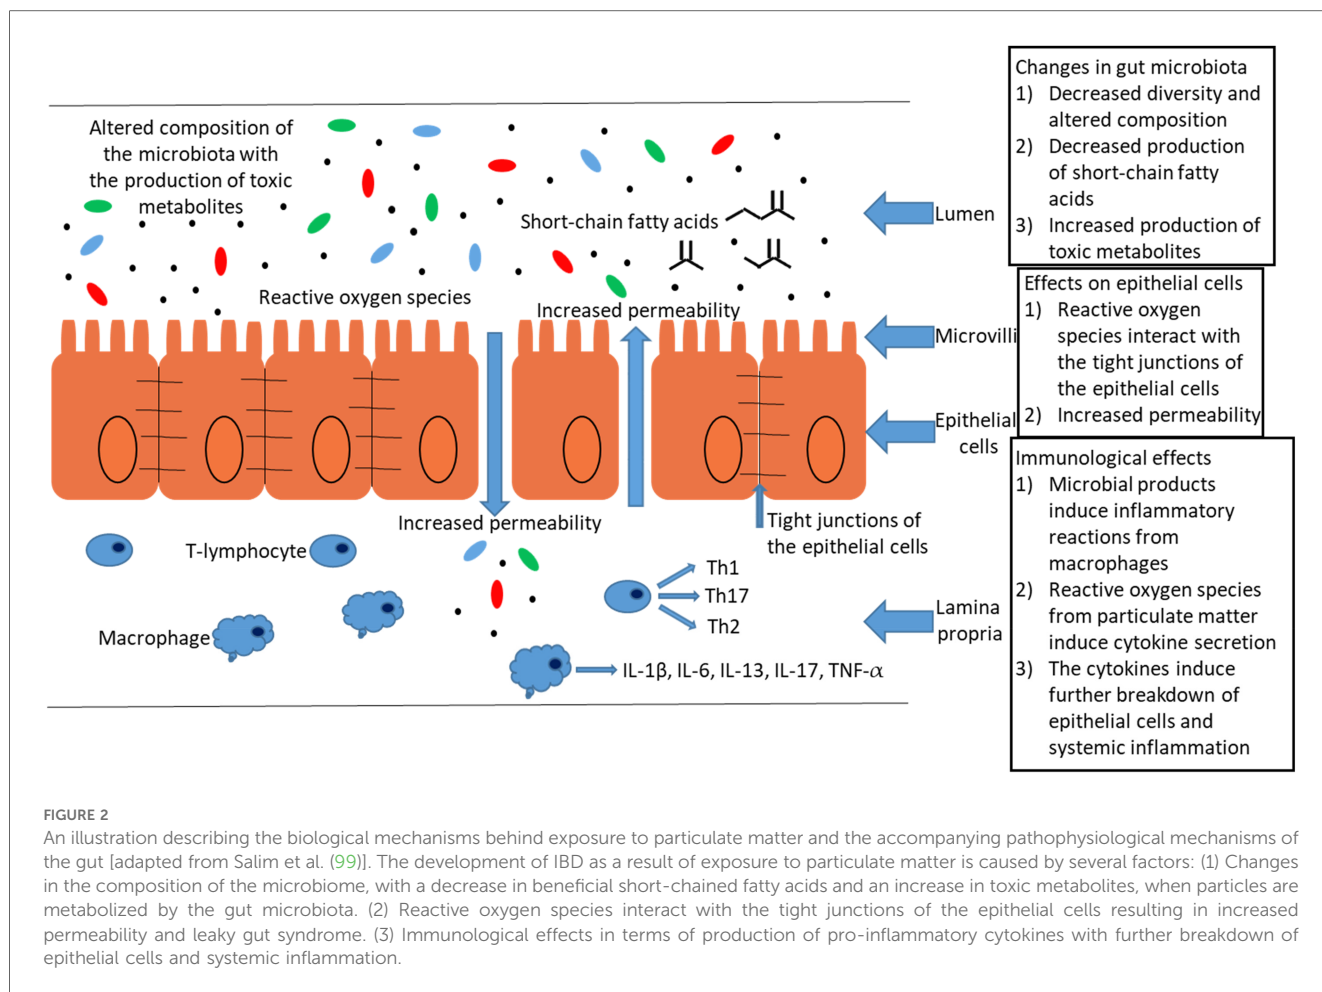 Altered composition of
the microbiota with
the production of toxic
metabolites
Short-chain fatty acids
Reactive oxygen species
Increased permeability
Increased permeability
T-lymphocyte
Macrophage
Tight junctions of
the epithelial cells
Th1
Th17
Th2
IL-1β, IL-6, IL-13, IL-17, TNF-α
Lumen
Microvilli
Epithelial
cells
Lamina
propria
Changes in gut microbiota
1) Decreased diversity and
altered composition
2) Decreased production
of short-chain fatty
acids
3) Increased production of
toxic metabolites
Effects on epithelial cells
1) Reactive oxygen
species interact with
the tight junctions of
the epithelial cells
2) Increased permeability
Immunological effects
1) Microbial products
induce inflammatory
reactions from
macrophages
2) Reactive oxygen species
from particulate matter
induce cytokine secretion
3) The cytokines induce
further breakdown of
epithelial cells and
systemic inflammation
FIGURE 2
An illustration describing the biological mechanisms behind exposure to particulate matter and the accompanying pathophysiological mechanisms of
the gut [adapted from Salim et al. (99)]. The development of IBD as a result of exposure to particulate matter is caused by several factors: (1) Changes
in the composition of the microbiome, with a decrease in beneficial short-chained fatty acids and an increase in toxic metabolites, when particles are
metabolized by the gut microbiota. (2) Reactive oxygen species interact with the tight junctions of the epithelial cells resulting in increased
permeability and leaky gut syndrome. (3) Immunological effects in terms of production of pro-inflammatory cytokines with further breakdown of
epithelial cells and systemic inflammation.